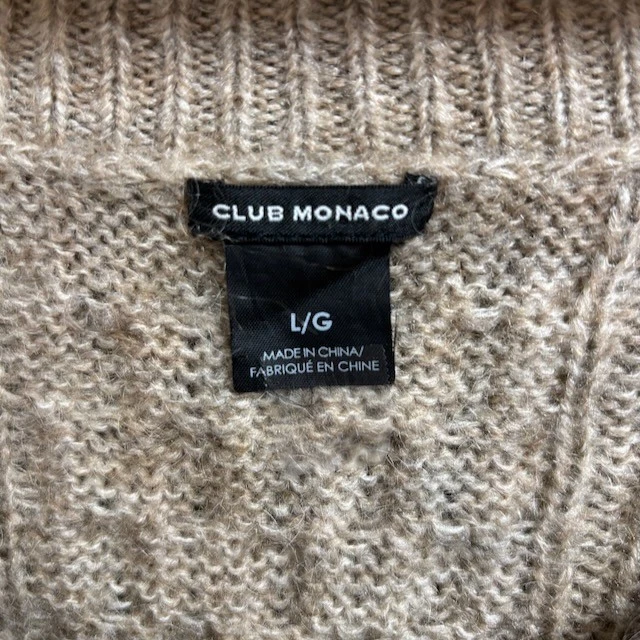 CLUB MONACO
L/G
MADE IN CHINA/
FABRIQUÉ EN CHINE